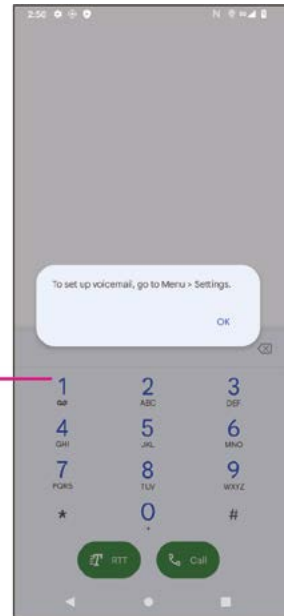 2:50
To set up voicemail, go to Menu > Settings.
OK
1 2 3
ABC DEF
4 5 6
GHI JKL MNO
7 8 9
PQRS TUV WXYZ
* 0 #
+
RTT Call